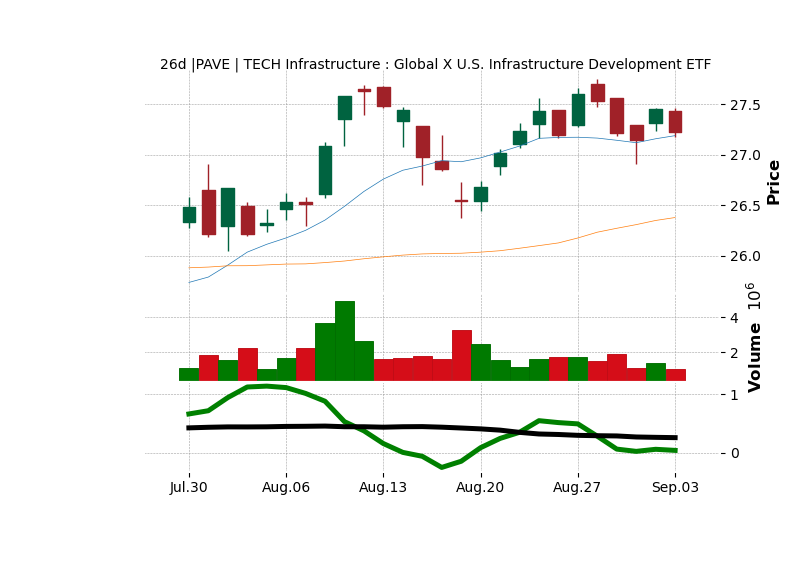 26d |PAVE | TECH Infrastructure : Global X U.S. Infrastructure Development ETF
27.5
27.0
26.5
26.0
Price
10^6
4
2
Volume
1
0
Jul.30 Aug.06 Aug.13 Aug.20 Aug.27 Sep.03